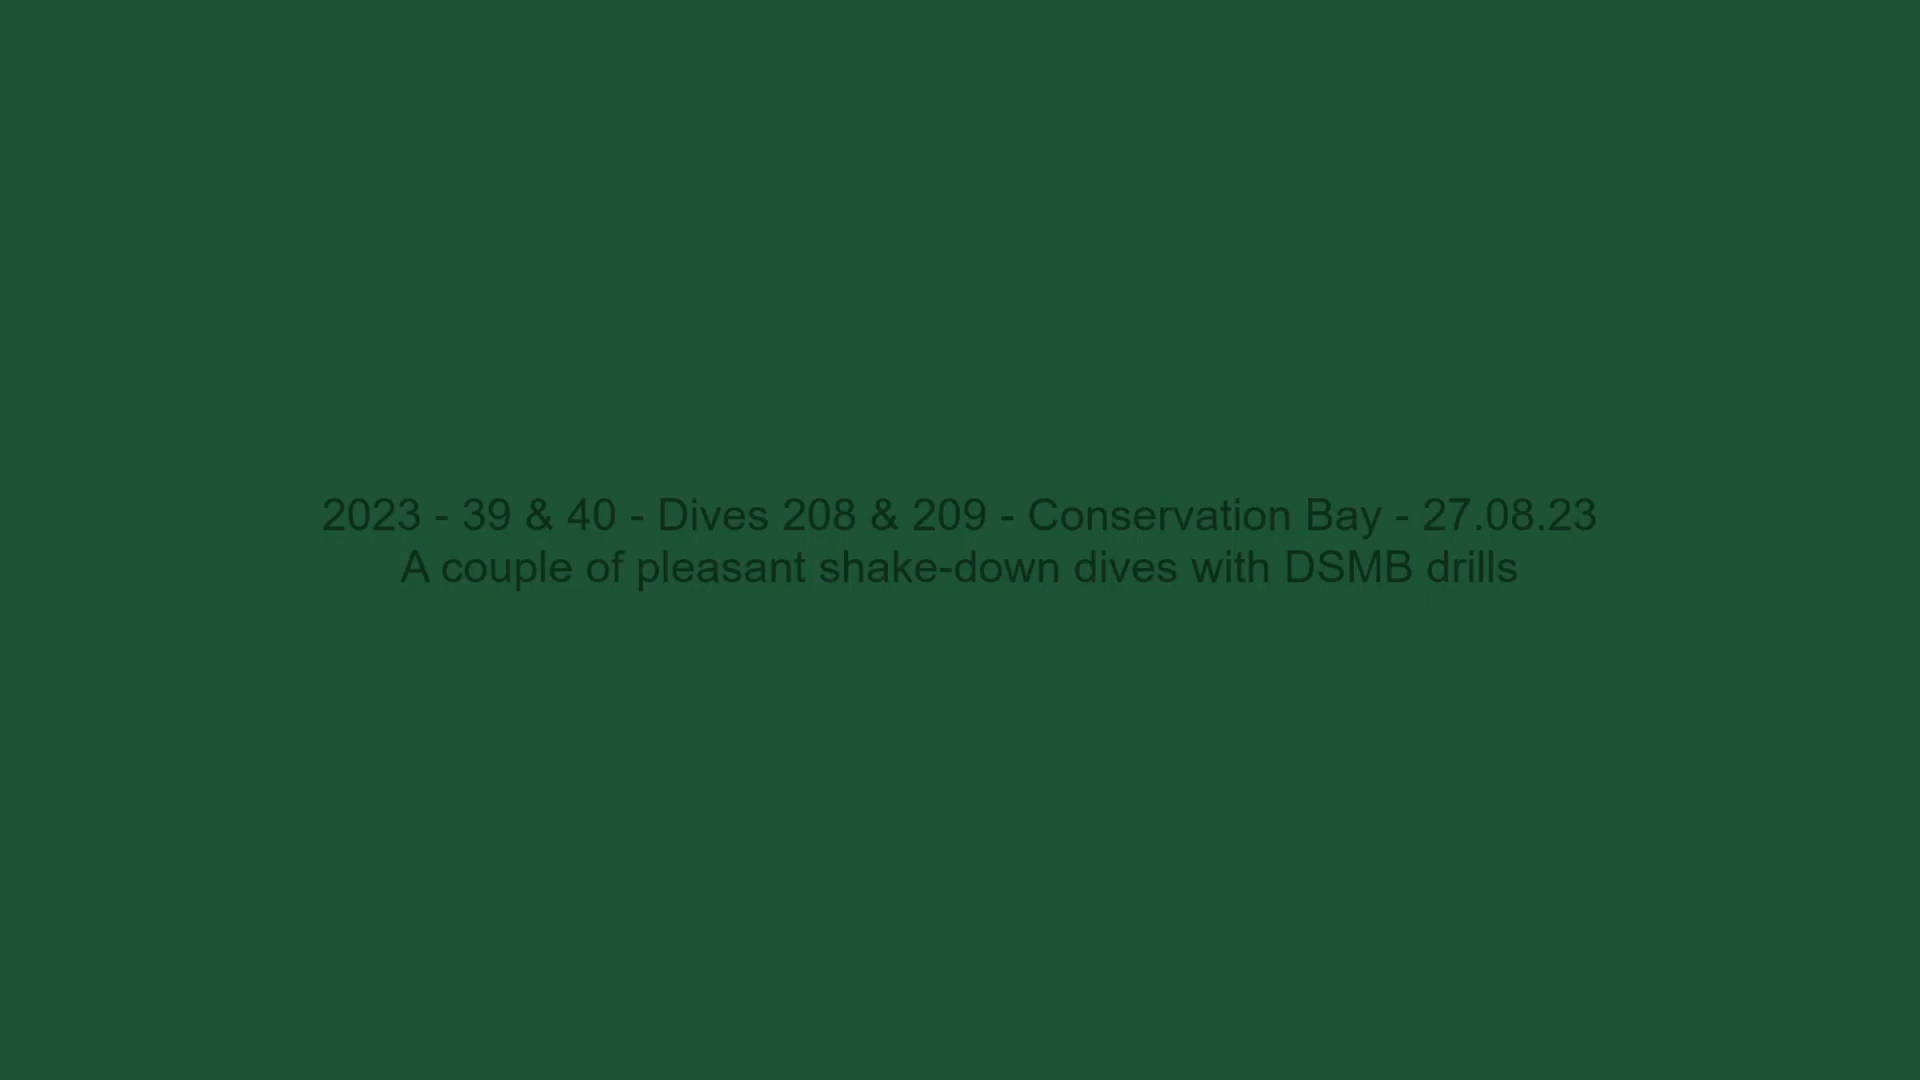 2023 - 39 & 40 - Dives 208 & 209 - Conservation Bay - 27.08.23
A couple of pleasant shake-down dives with DSMB drills